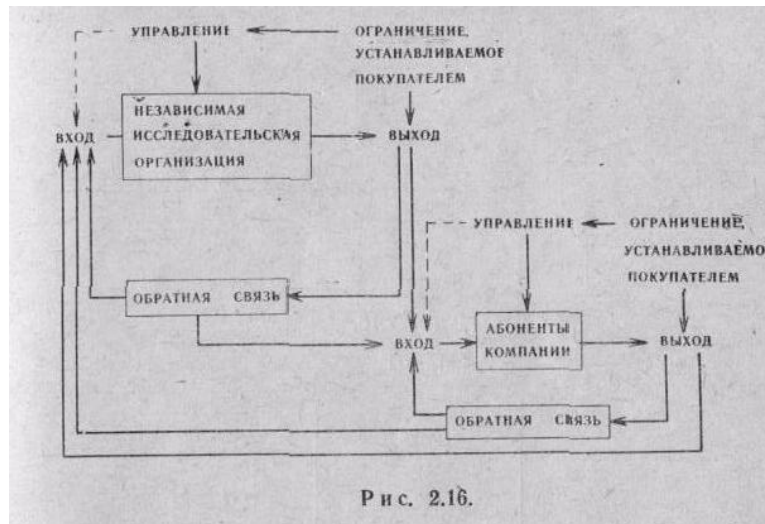 УПРАВЛЕНИЕ
ОГРАНИЧЕНИЕ,
УСТАНАВЛИВАЕМОЕ
ПОКУПАТЕЛЕМ
ВХОД
НЕЗАВИСИМАЯ
ИССЛЕДОВАТЕЛЬСКАЯ
ОРГАНИЗАЦИЯ
ВЫХОД
УПРАВЛЕНИЕ
ОГРАНИЧЕНИЕ,
УСТАНАВЛИВАЕМОЕ
ПОКУПАТЕЛЕМ
ОБРАТНАЯ СВЯЗЬ
ВХОД
АБОНЕНТЫ
КОМПАНИИ
ВЫХОД
ОБРАТНАЯ СВЯЗЬ
Рис. 2.16.